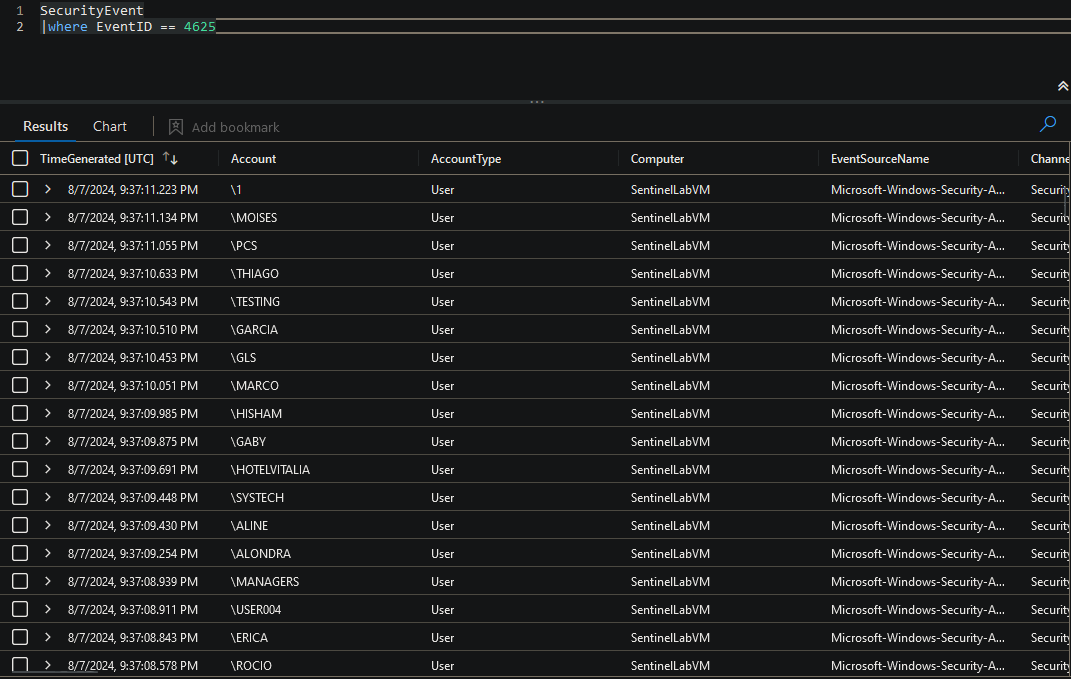 1 SecurityEvent
2 |where EventID == 4625
Results Chart Add bookmark
TimeGenerated [UTC] Account AccountType Computer EventSourceName Channe
8/7/2024, 9:37:11.223 PM \1 User SentinelLabVM Microsoft-Windows-Security-A... Security
8/7/2024, 9:37:11.134 PM \MOISES User SentinelLabVM Microsoft-Windows-Security-A... Security
8/7/2024, 9:37:11.055 PM \PCS User SentinelLabVM Microsoft-Windows-Security-A... Security
8/7/2024, 9:37:10.633 PM \THIAGO User SentinelLabVM Microsoft-Windows-Security-A... Security
8/7/2024, 9:37:10.543 PM \TESTING User SentinelLabVM Microsoft-Windows-Security-A... Security
8/7/2024, 9:37:10.510 PM \GARCIA User SentinelLabVM Microsoft-Windows-Security-A... Security
8/7/2024, 9:37:10.453 PM \GLS User SentinelLabVM Microsoft-Windows-Security-A... Security
8/7/2024, 9:37:10.051 PM \MARCO User SentinelLabVM Microsoft-Windows-Security-A... Security
8/7/2024, 9:37:09.985 PM \HISHAM User SentinelLabVM Microsoft-Windows-Security-A... Security
8/7/2024, 9:37:09.875 PM \GABY User SentinelLabVM Microsoft-Windows-Security-A... Security
8/7/2024, 9:37:09.691 PM \HOTELVITALIA User SentinelLabVM Microsoft-Windows-Security-A... Security
8/7/2024, 9:37:09.448 PM \SYSTECH User SentinelLabVM Microsoft-Windows-Security-A... Security
8/7/2024, 9:37:09.430 PM \ALINE User SentinelLabVM Microsoft-Windows-Security-A... Security
8/7/2024, 9:37:09.254 PM \ALONDRA User SentinelLabVM Microsoft-Windows-Security-A... Security
8/7/2024, 9:37:08.939 PM \MANAGERS User SentinelLabVM Microsoft-Windows-Security-A... Security
8/7/2024, 9:37:08.911 PM \USER004 User SentinelLabVM Microsoft-Windows-Security-A... Security
8/7/2024, 9:37:08.843 PM \ERICA User SentinelLabVM Microsoft-Windows-Security-A... Security
8/7/2024, 9:37:08.578 PM \ROCIO User SentinelLabVM Microsoft-Windows-Security-A... Security